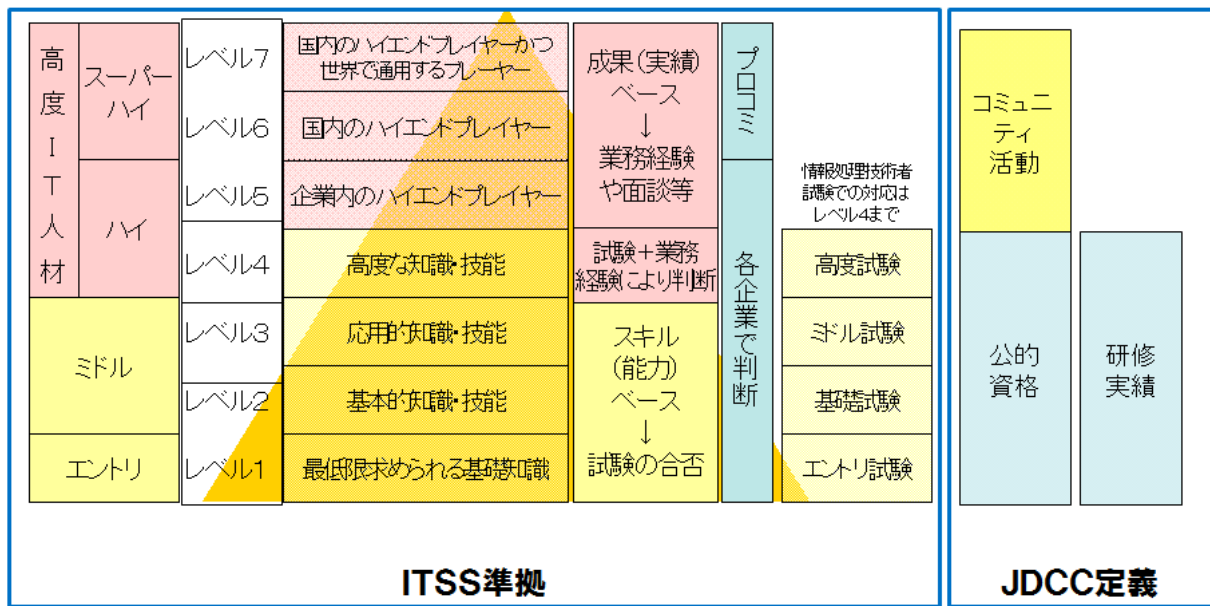 高
度
I
T
人
材
スーパー
ハイ
ハイ
ミドル
エントリ
レベル7
レベル6
レベル5
レベル4
レベル3
レベル2
レベル1
国内のハイエンドプレイヤーかつ
世界で通用するプレーヤー
国内のハイエンドプレイヤー
企業内のハイエンドプレイヤー
高度な知識・技能
応用的知識・技能
基本的知識・技能
最低限求められる基礎知識
成果(実績)
ベース
↓
業務経験
や面談等
試験＋業務
経験により判断
スキル
(能力)
ベース
↓
試験の合否
プロコミ
各企業で判断
情報処理技術者
試験での対応は
レベル4まで
高度試験
ミドル試験
基礎試験
エントリ試験
ITSS準拠
コミュニ
ティ
活動
公的
資格
研修
実績
JDCC定義